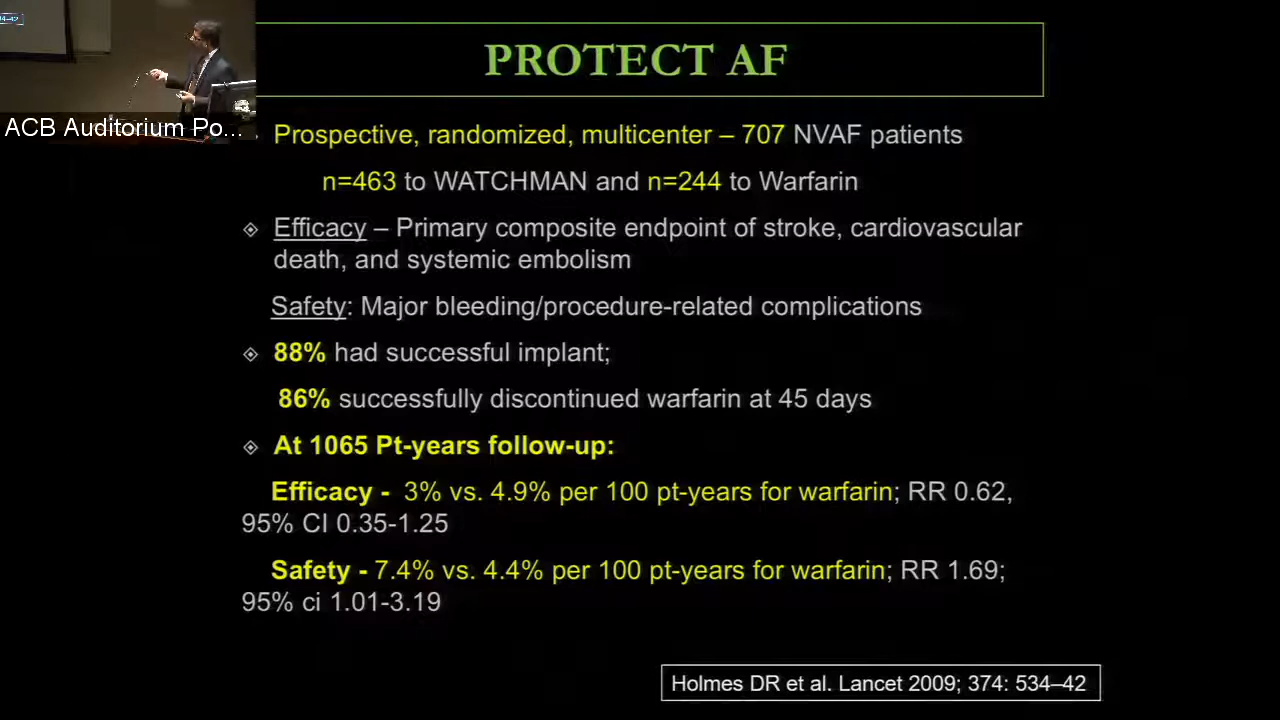 34-42
ACB Auditorium Po...
PROTECT AF
Prospective, randomized, multicenter – 707 NVAF patients
n=463 to WATCHMAN and n=244 to Warfarin
Efficacy – Primary composite endpoint of stroke, cardiovascular
death, and systemic embolism
Safety: Major bleeding/procedure-related complications
88% had successful implant;
86% successfully discontinued warfarin at 45 days
At 1065 Pt-years follow-up:
Efficacy - 3% vs. 4.9% per 100 pt-years for warfarin; RR 0.62,
95% CI 0.35-1.25
Safety - 7.4% vs. 4.4% per 100 pt-years for warfarin; RR 1.69;
95% ci 1.01-3.19
Holmes DR et al. Lancet 2009; 374: 534–42